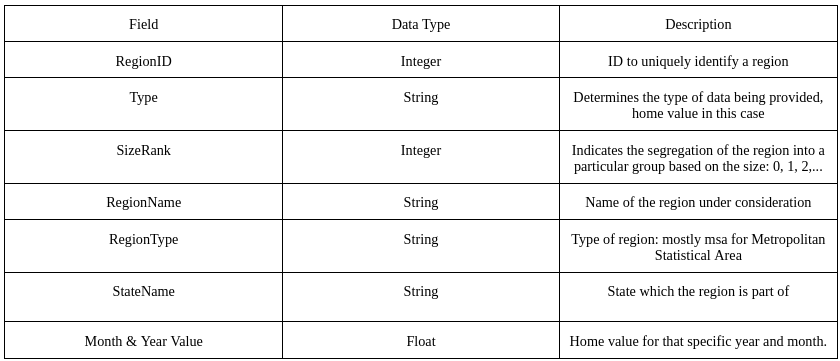 Field Data Type Description
RegionID Integer ID to uniquely identify a region
Type String Determines the type of data being provided,
home value in this case
SizeRank Integer Indicates the segregation of the region into a
particular group based on the size: 0, 1, 2,...
RegionName String Name of the region under consideration
RegionType String Type of region: mostly msa for Metropolitan
Statistical Area
StateName String State which the region is part of
Month & Year Value Float Home value for that specific year and month.